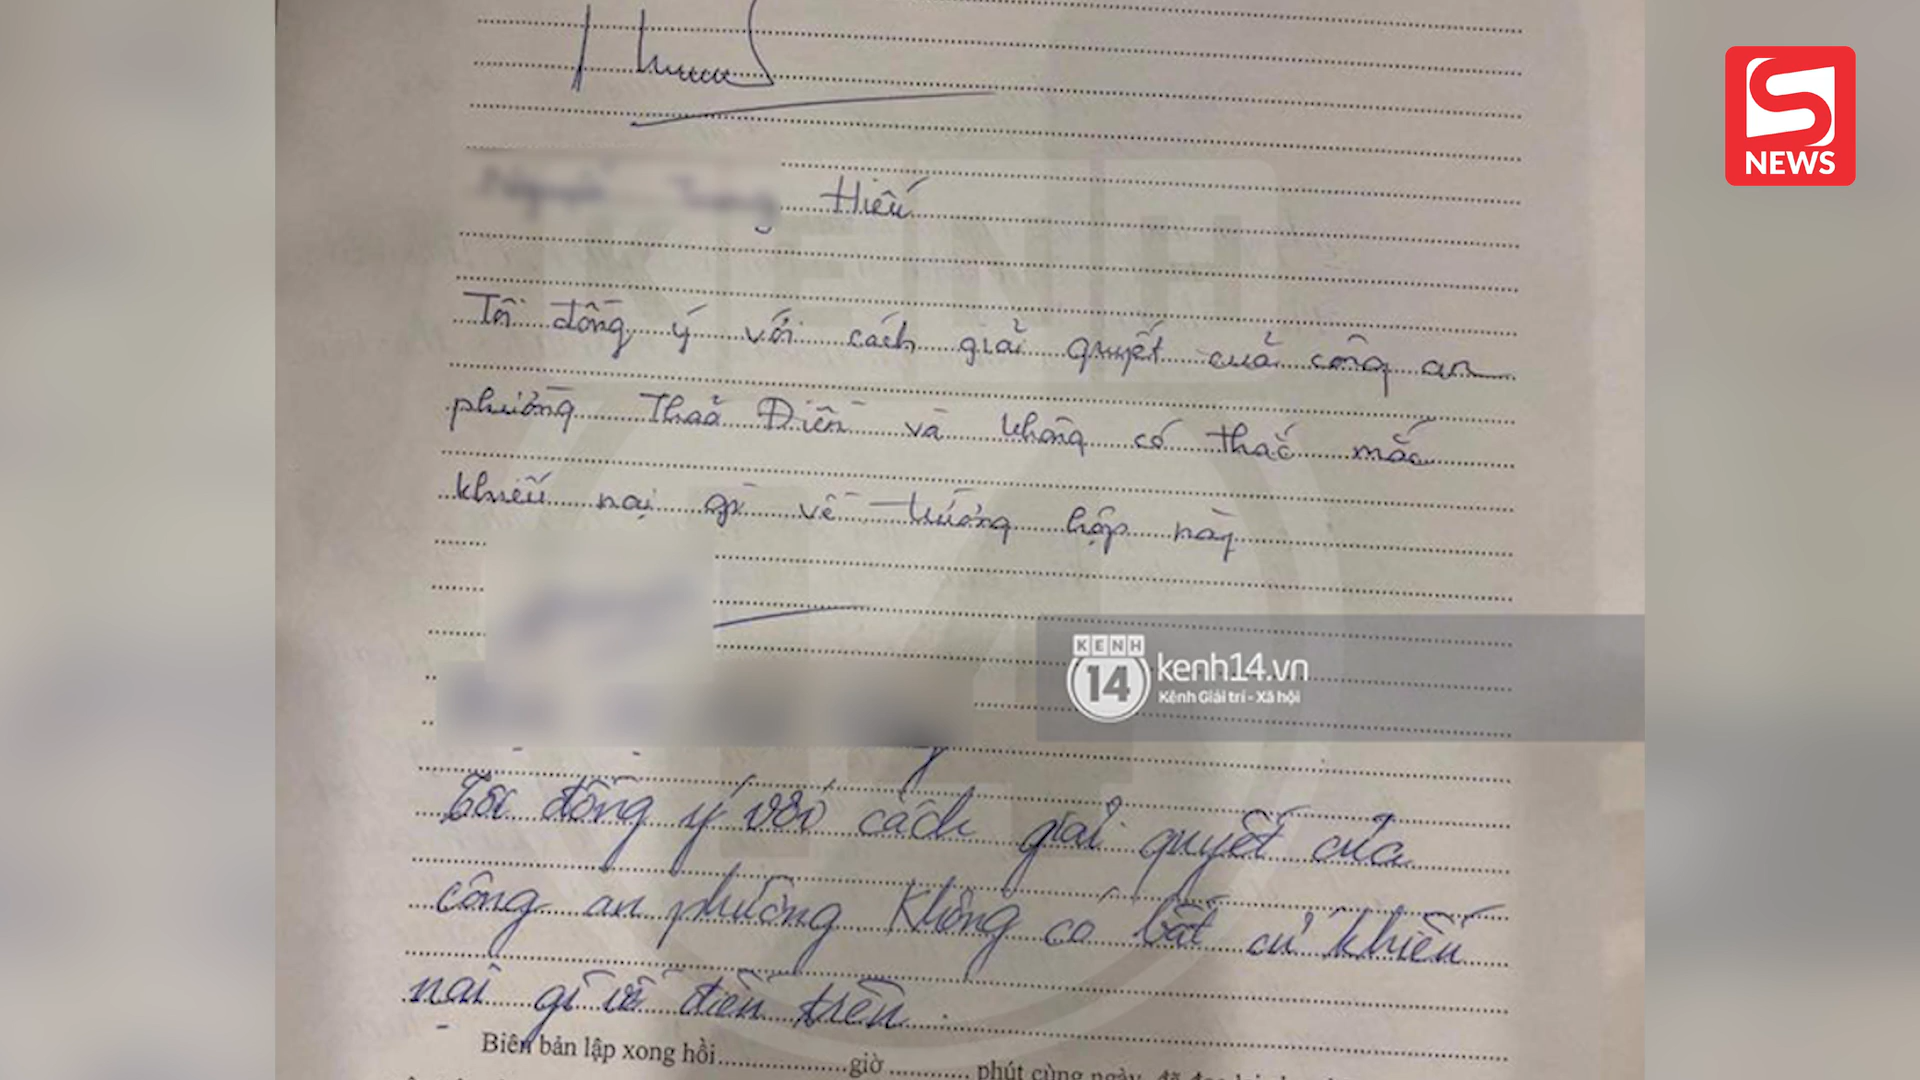 NEWS
Hiếu
Tôi đồng ý với cách giải quyết của công an
phường Thảo Điền và không có thắc mắc
khiếu nại gì về trường hợp này
KENH
14
kenh14.vn
Kênh Giải trí - Xã hội
Tôi đồng ý với cách giải quyết của
công an phường. Không có bất cứ khiếu
nại gì về điều trên.
Biên bản lập xong hồi............giờ............phút cùng ngày,